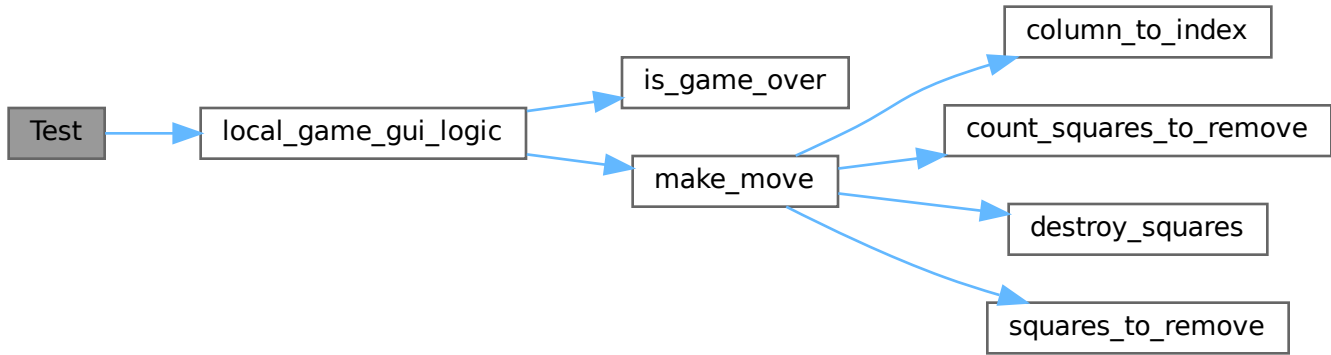 Test
local_game_gui_logic
is_game_over
make_move
column_to_index
count_squares_to_remove
destroy_squares
squares_to_remove